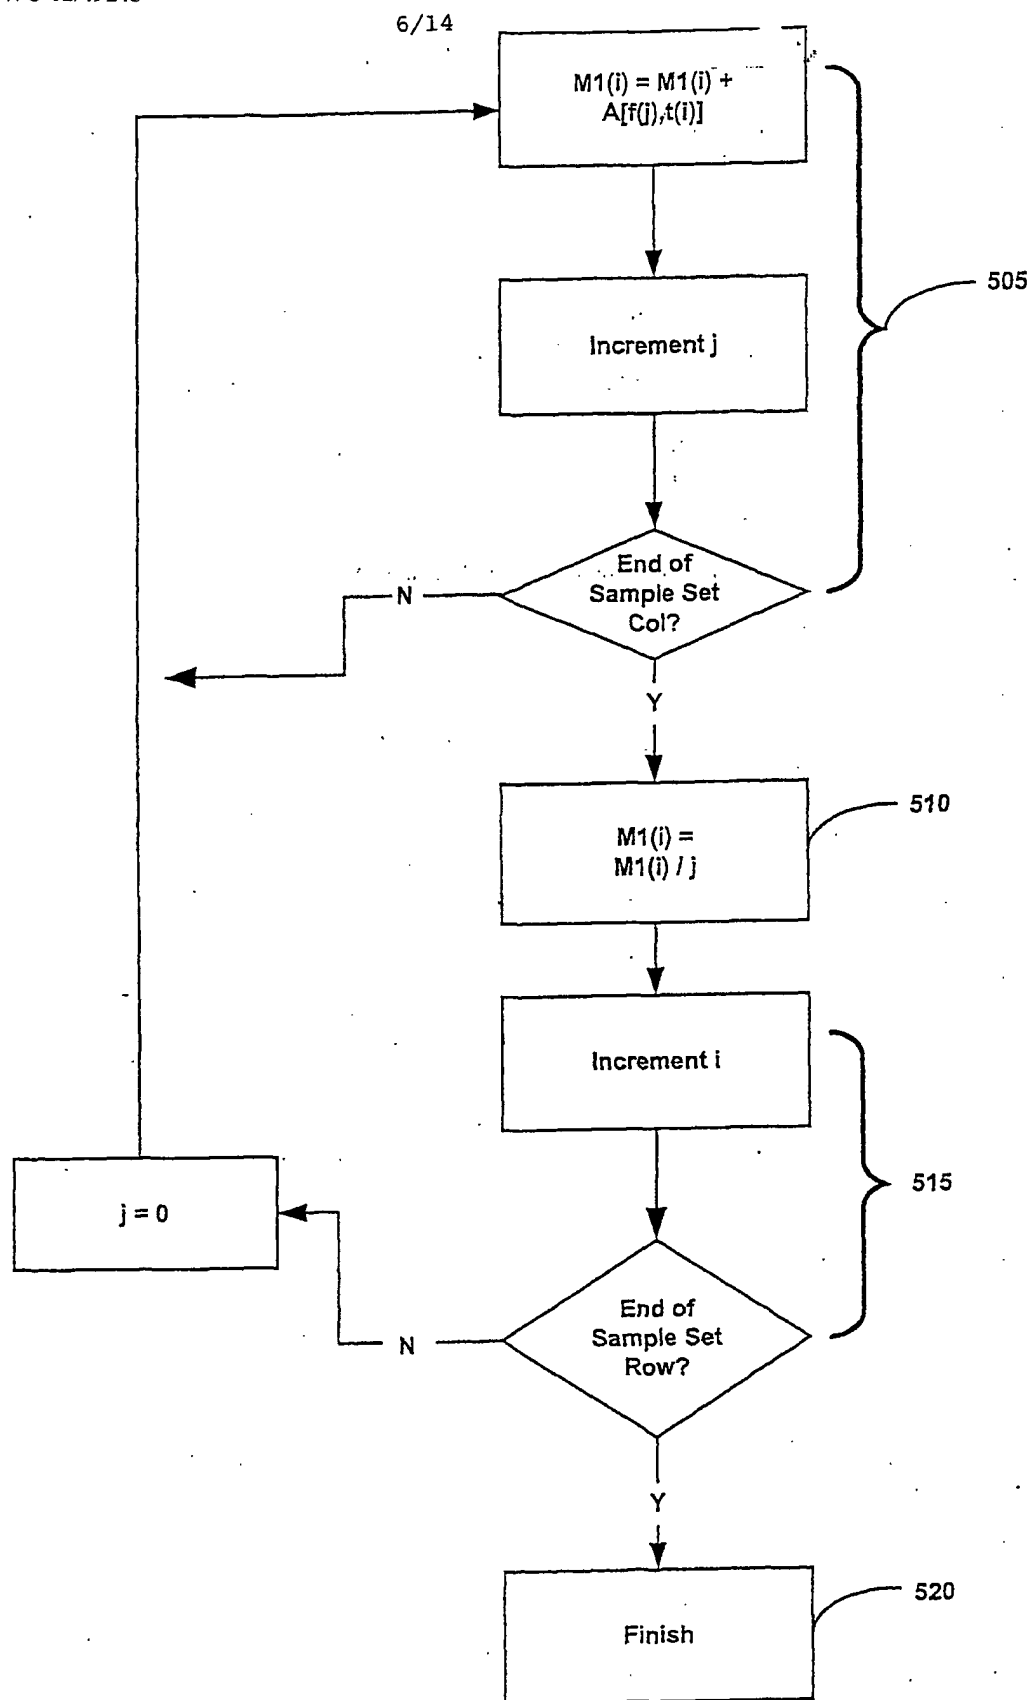 6/14
M1(i) = M1(i) +
A[f(j),t(i)]
505
Increment j
End of
Sample Set
Col?
N
Y
510
M1(i) =
M1(i) / j
Increment i
515
j = 0
End of
Sample Set
Row?
N
Y
520
Finish